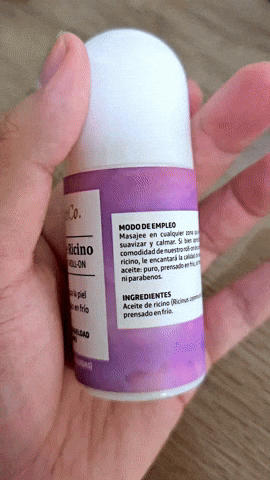 Co.
Ricino
ROLL-ON
la piel
en frío
MODO DE EMPLEO
Masajee en cualquier zona
suavizar y calmar. Si bien
comodidad de nuestro roll-on
ricino, le encantará la calidad
aceite: puro, prensado en frío,
ni parabenos.
INGREDIENTES
Aceite de ricino (Ricinus
prensado en frío.